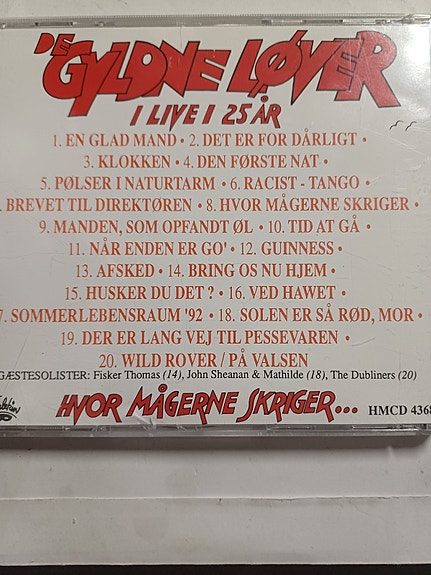 DE GYLDNE LØVER
I LIVE I 25 ÅR
1. EN GLAD MAND • 2. DET ER FOR DÅRLIGT •
3. KLOKKEN • 4. DEN FØRSTE NAT •
5. PØLSER I NATURTARM • 6. RACIST - TANGO •
. BREVET TIL DIREKTØREN • 8. HVOR MÅGERNE SKRIGER •
9. MANDEN, SOM OPFANDT ØL • 10. TID AT GÅ •
11. NÅR ENDEN ER GO' • 12. GUINNESS •
13. AFSKED • 14. BRING OS NU HJEM •
15. HUSKER DU DET ? • 16. VED HAWET •
7. SOMMERLEBENSRAUM '92 • 18. SOLEN ER SÅ RØD, MOR •
19. DER ER LANG VEJ TIL PESSEVAREN •
20. WILD ROVER / PÅ VALSEN
GÆSTESOLISTER: Fisker Thomas (14), John Sheanan & Mathilde (18), The Dubliners (20)
HVOR MÅGERNE SKRIGER...
HMCD 4368